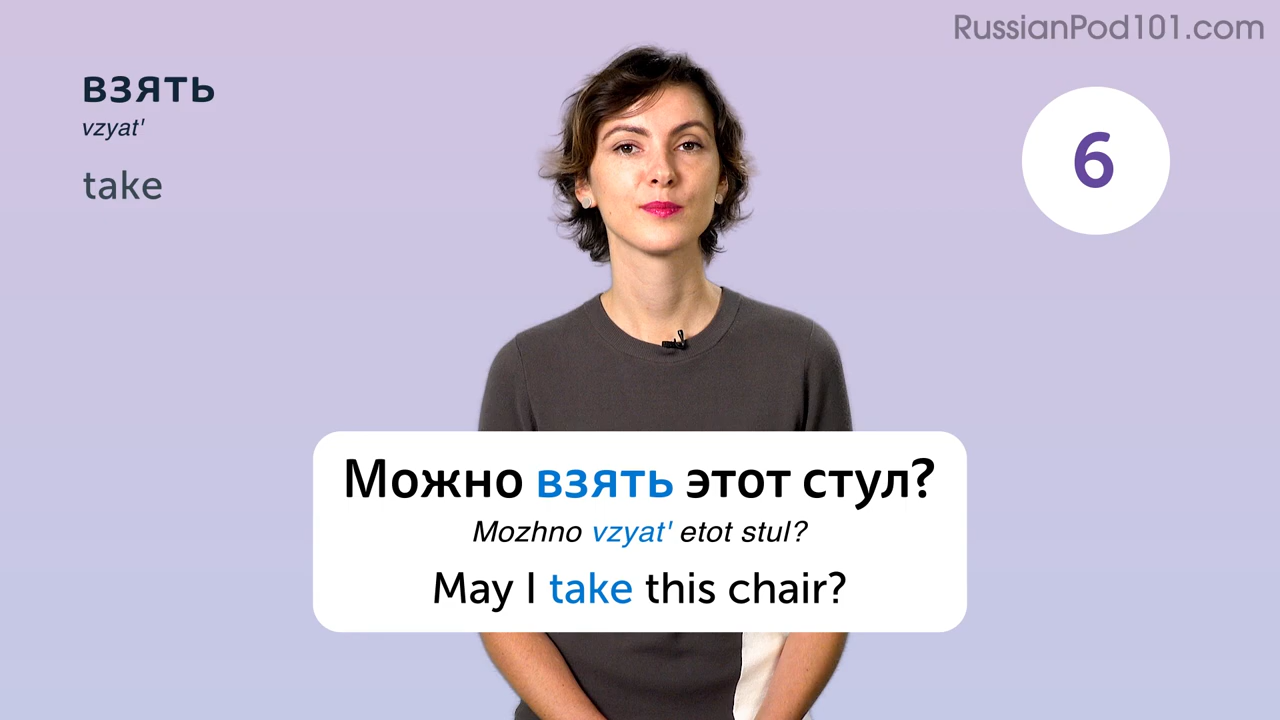 RussianPod101.com
взять
vzyat'
take
6
Можно взять этот стул?
Mozhno vzyat' etot stul?
May I take this chair?